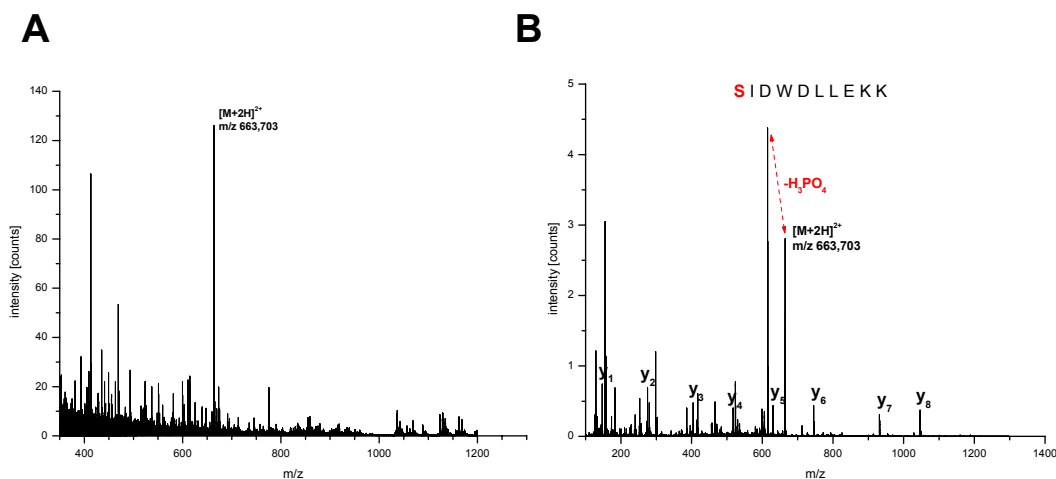 A
B
140
120
100
80
60
40
20
0
intensity [counts]
400
600
800
1000
1200
m/z
[M+2H]²⁺
m/z 663,703
5
4
3
2
1
0
intensity [counts]
200
400
600
800
1000
1200
1400
m/z
S I D W D L L E K K
-H₃PO₄
[M+2H]²⁺
m/z 663,703
y₁
y₂
y₃
y₄
y₅
y₆
y₇
y₈